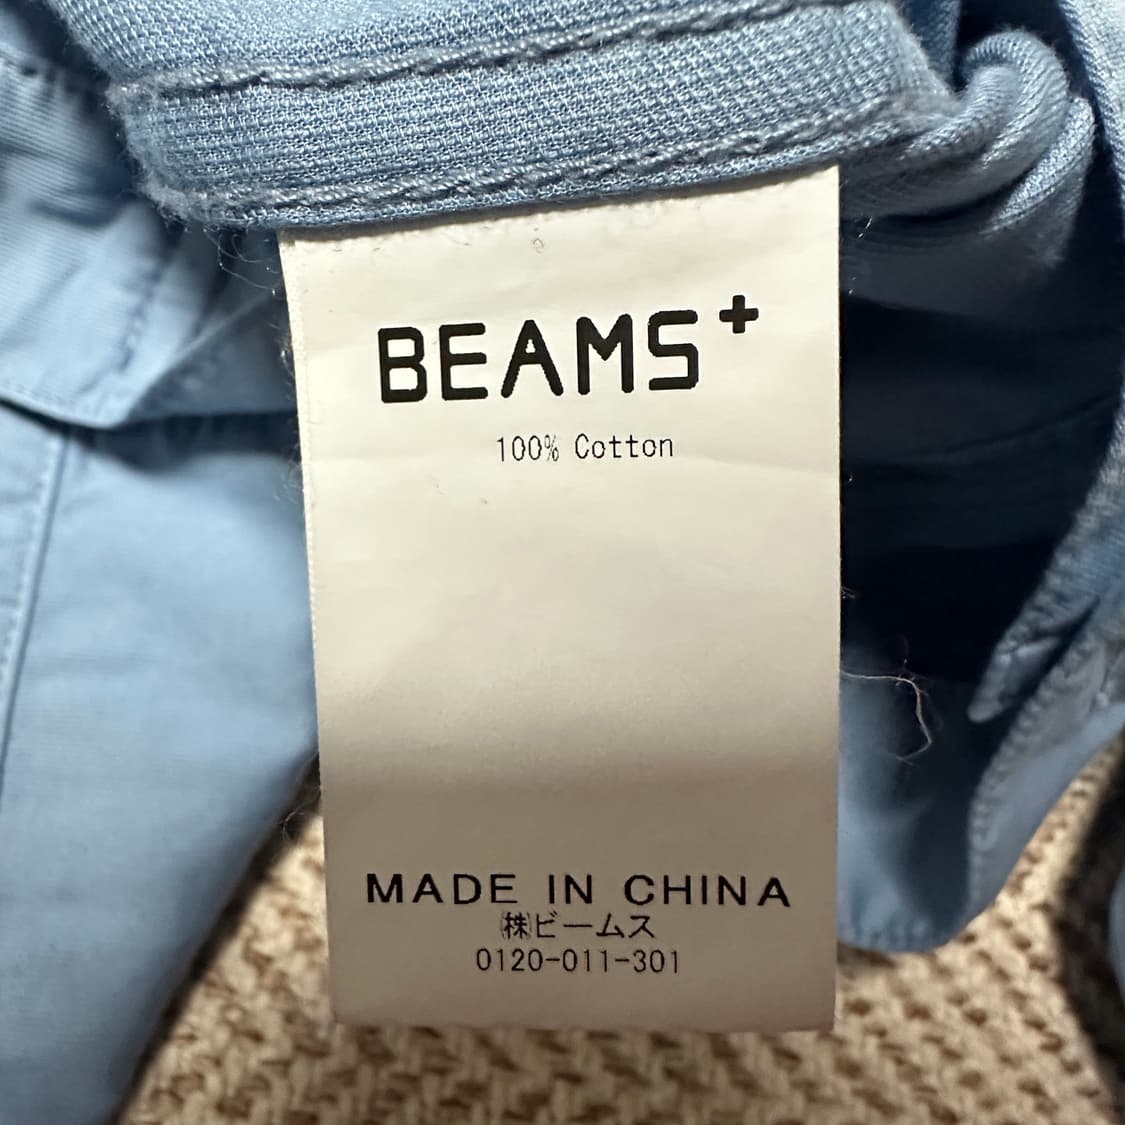 BEAMS+
100% Cotton
MADE IN CHINA
㈱ビームス
0120-011-301